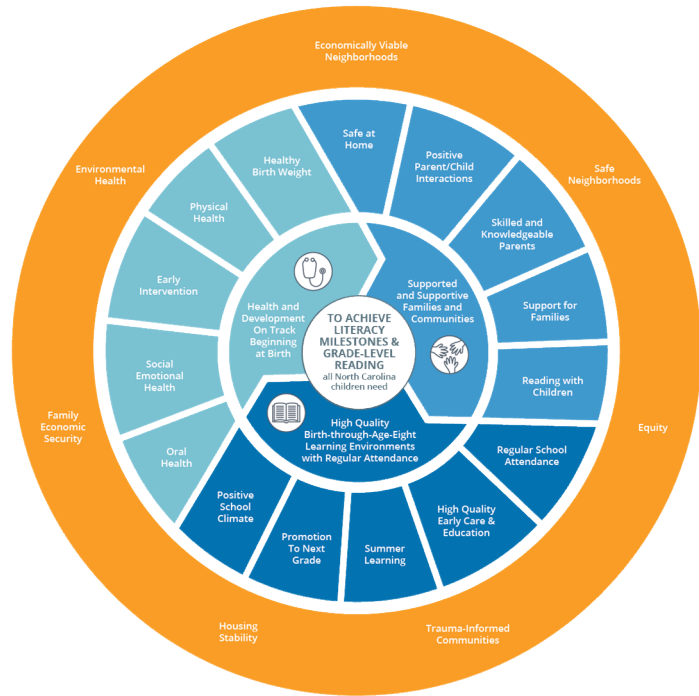 Economically Viable
Neighborhoods
Safe
Neighborhoods
Equity
Trauma-Informed
Communities
Housing
Stability
Family
Economic
Security
Environmental
Health
Safe at
Home
Positive
Parent/Child
Interactions
Skilled and
Knowledgeable
Parents
Support for
Families
Reading with
Children
Regular School
Attendance
High Quality
Early Care &
Education
Summer
Learning
Promotion
To Next
Grade
Positive
School
Climate
Oral
Health
Social
Emotional
Health
Early
Intervention
Physical
Health
Healthy
Birth Weight
Health and
Development
On Track
Beginning
at Birth
Supported
and Supportive
Families and
Communities
High Quality
Birth-through-Age-Eight
Learning Environments
with Regular Attendance
TO ACHIEVE
LITERACY
MILESTONES &
GRADE-LEVEL
READING
all North Carolina
children need